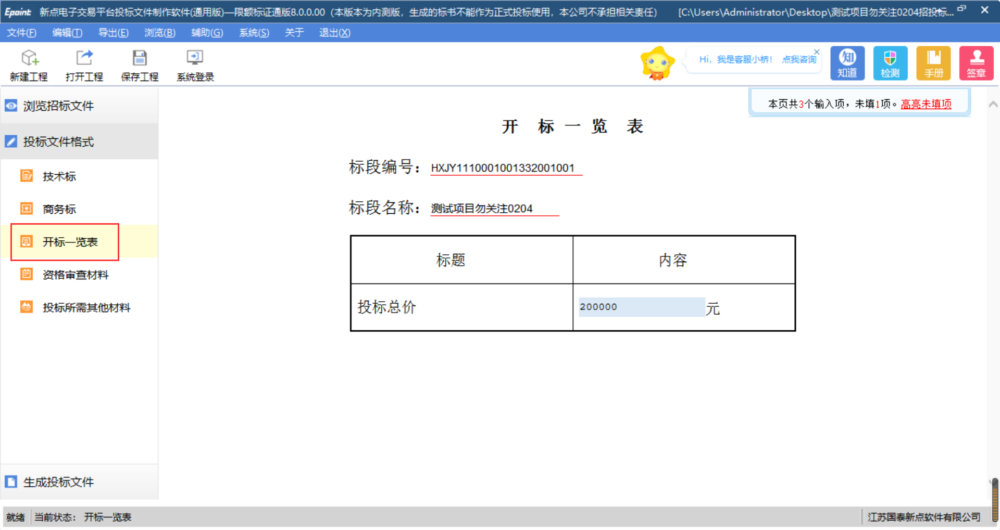 Epoint 新点电子交易平台投标文件制作软件(通用版)—限额标证通版8.0.0.00（本版本为内测版，生成的标书不能作为正式投标使用，本公司不承担相关责任） [C:\Users\Administrator\Desktop\测试项目勿关注0204招投标...
文件(F) 编辑(T) 导出(E) 浏览(B) 辅助(G) 系统(S) 关于 退出(X)
新建工程 打开工程 保存工程 系统登录
Hi，我是客服小桥！ 点我咨询
知
知道 检测 手册 签章
浏览招标文件
投标文件格式
技术标
商务标
开标一览表
资格审查材料
投标所需其他材料
生成投标文件
本页共3个输入项，未填1项。高亮未填项
开 标 一 览 表
标段编号： HXJY1110001001332001001
标段名称： 测试项目勿关注0204
标题 内容
投标总价 200000 元
就绪 当前状态： 开标一览表 江苏国泰新点软件有限公司